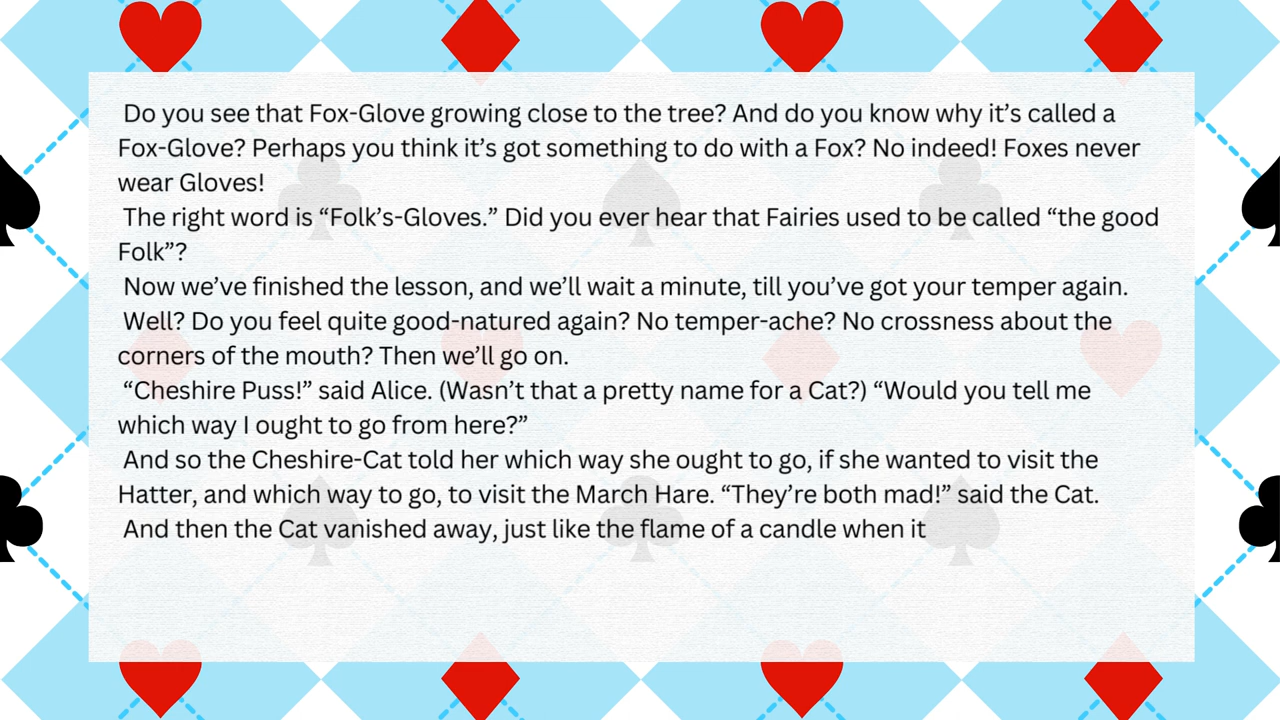 Do you see that Fox-Glove growing close to the tree? And do you know why it’s called a
Fox-Glove? Perhaps you think it’s got something to do with a Fox? No indeed! Foxes never
wear Gloves!
The right word is “Folk’s-Gloves.” Did you ever hear that Fairies used to be called “the good
Folk”?
Now we’ve finished the lesson, and we’ll wait a minute, till you’ve got your temper again.
Well? Do you feel quite good-natured again? No temper-ache? No crossness about the
corners of the mouth? Then we’ll go on.
“Cheshire Puss!” said Alice. (Wasn’t that a pretty name for a Cat?) “Would you tell me
which way I ought to go from here?”
And so the Cheshire-Cat told her which way she ought to go, if she wanted to visit the
Hatter, and which way to go, to visit the March Hare. “They’re both mad!” said the Cat.
And then the Cat vanished away, just like the flame of a candle when it